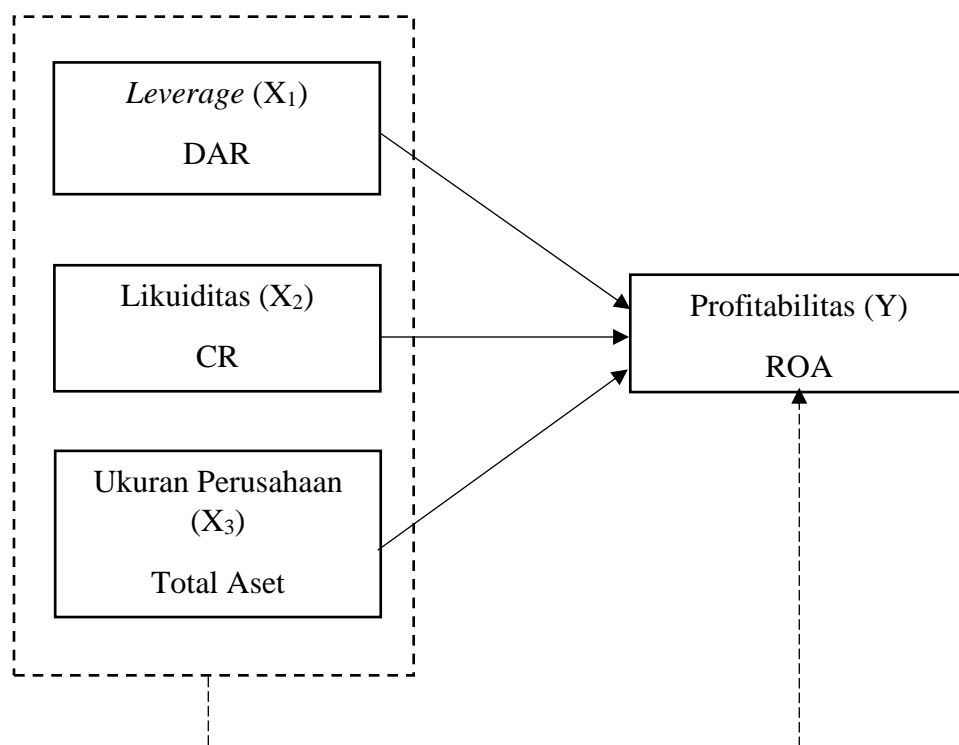 Leverage (X₁)
DAR
Likuiditas (X₂)
CR
Ukuran Perusahaan
(X₃)
Total Aset
Profitabilitas (Y)
ROA